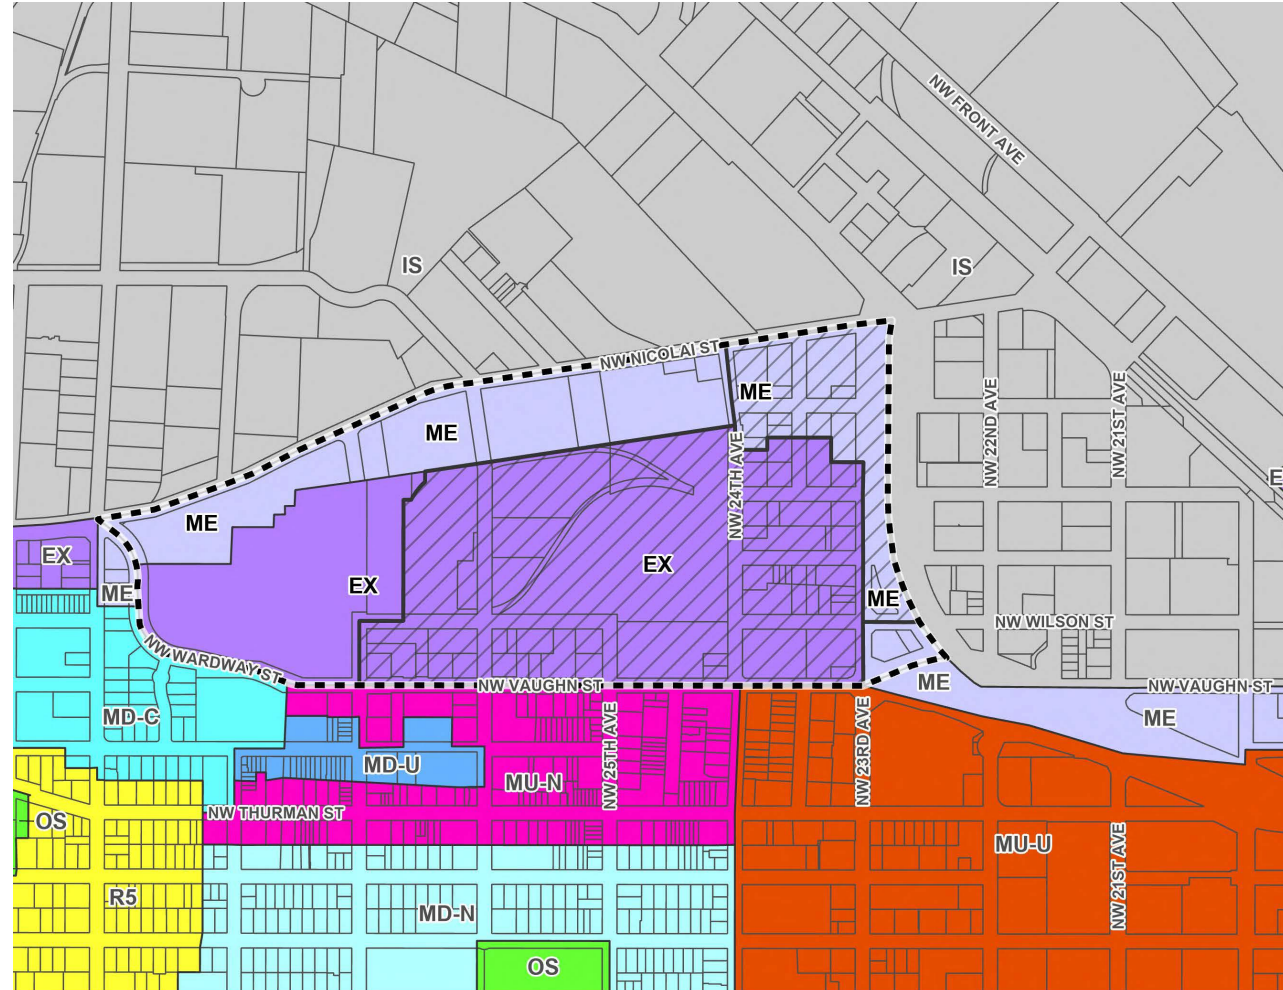 NW FRONT AVE
IS
IS
NW NICOLAI ST
ME
NW 22ND AVE
NW 21ST AVE
ME
NW 24TH AVE
E
ME
EX
EX
EX
ME
ME
NW WILSON ST
NW WARDWAY ST
NW VAUGHN ST
ME
NW VAUGHN ST
MD-C
ME
NW 25TH AVE
NW 23RD AVE
MD-U
MU-N
NW THURMAN ST
OS
MU-U
NW 21ST AVE
R5
MD-N
OS